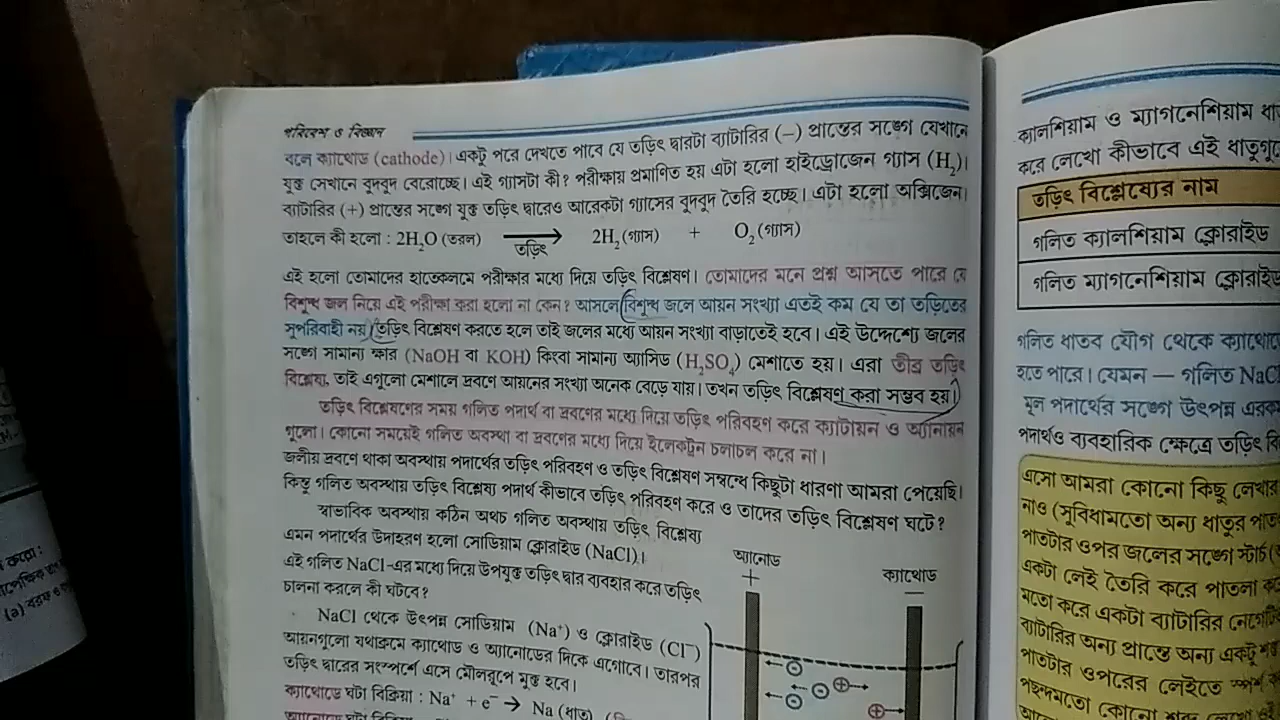 পরিবেশ ও বিজ্ঞান
বলে ক্যাথোড (cathode)। একটু পরে দেখতে পাবে যে তড়িৎ দ্বারটা ব্যাটারির (−) প্রান্তের সঙ্গে যেখানে
যুক্ত সেখানে বুদবুদ বেরোচ্ছে। এই গ্যাসটা কী? পরীক্ষায় প্রমাণিত হয় এটা হলো হাইড্রোজেন গ্যাস (H₂)।
ব্যাটারির (+) প্রান্তের সঙ্গে যুক্ত তড়িৎ দ্বারেও আরেকটা গ্যাসের বুদবুদ তৈরি হচ্ছে। এটা হলো অক্সিজেন।
তাহলে কী হলো : 2H₂O (তরল) ⟶ 2H₂ (গ্যাস) + O₂ (গ্যাস)
তড়িৎ
এই হলো তোমাদের হাতেকলমে পরীক্ষার মধ্যে দিয়ে তড়িৎ বিশ্লেষণ। তোমাদের মনে প্রশ্ন আসতে পারে যে
বিশুদ্ধ জল নিয়ে এই পরীক্ষা করা হলো না কেন? আসলে বিশুদ্ধ জলে আয়ন সংখ্যা এতই কম যে তা তড়িতের
সুপরিবাহী নয়। তড়িৎ বিশ্লেষণ করতে হলে তাই জলের মধ্যে আয়ন সংখ্যা বাড়াতেই হবে। এই উদ্দেশ্যে জলের
সঙ্গে সামান্য ক্ষার (NaOH বা KOH) কিংবা সামান্য অ্যাসিড (H₂SO₄) মেশাতে হয়। এরা তীব্র তড়িৎ
বিশ্লেষ্য, তাই এগুলো মেশালে দ্রবণে আয়নের সংখ্যা অনেক বেড়ে যায়। তখন তড়িৎ বিশ্লেষণ করা সম্ভব হয়।
তড়িৎ বিশ্লেষণের সময় গলিত পদার্থ বা দ্রবণের মধ্যে দিয়ে তড়িৎ পরিবহণ করে ক্যাটায়ন ও অ্যানায়ন
গুলো। কোনো সময়েই গলিত অবস্থা বা দ্রবণের মধ্যে দিয়ে ইলেকট্রন চলাচল করে না।
জলীয় দ্রবণে থাকা অবস্থায় পদার্থের তড়িৎ পরিবহণ ও তড়িৎ বিশ্লেষণ সম্বন্ধে কিছুটা ধারণা আমরা পেয়েছি।
কিন্তু গলিত অবস্থায় তড়িৎ বিশ্লেষ্য পদার্থ কীভাবে তড়িৎ পরিবহণ করে ও তাদের তড়িৎ বিশ্লেষণ ঘটে?
স্বাভাবিক অবস্থায় কঠিন অথচ গলিত অবস্থায় তড়িৎ বিশ্লেষ্য
এমন পদার্থের উদাহরণ হলো সোডিয়াম ক্লোরাইড (NaCl)।
এই গলিত NaCl-এর মধ্যে দিয়ে উপযুক্ত তড়িৎ দ্বার ব্যবহার করে তড়িৎ
চালনা করলে কী ঘটবে?
NaCl থেকে উৎপন্ন সোডিয়াম (Na⁺) ও ক্লোরাইড (Cl⁻)
আয়নগুলো যথাক্রমে ক্যাথোড ও অ্যানোডের দিকে এগোবে। তারপর
তড়িৎ দ্বারের সংস্পর্শে এসে মৌলরূপে মুক্ত হবে।
ক্যাথোডে ঘটা বিক্রিয়া : Na⁺ + e⁻ → Na (ধাতু)
অ্যানোড
+
ক্যাথোড
−
ক্যালশিয়াম ও ম্যাগনেশিয়াম
করে লেখো কীভাবে এই
তড়িৎ বিশ্লেষ্যের নাম
গলিত ক্যালশিয়াম ক্লোরাইড
গলিত ম্যাগনেশিয়াম ক্লোরাইড
গলিত ধাতব যৌগ থেকে
হতে পারে। যেমন — গলিত NaCl
মূল পদার্থের সঙ্গে উৎপন্ন
পদার্থও ব্যবহারিক ক্ষেত্রে তড়িৎ
এসো আমরা কোনো কিছু লেখার
নাও (সুবিধামতো অন্য ধাতুর
পাতটার ওপর জলের সঙ্গে স্টার্চ
একটা লেই তৈরি করে পাতলা
মতো করে একটা ব্যাটারির
ব্যাটারির অন্য প্রান্তে অন্য একটু
পাতটার ওপরের লেইতে স্পর্শ
পছন্দমতো কোনো
করো :
(a) বরফ ও